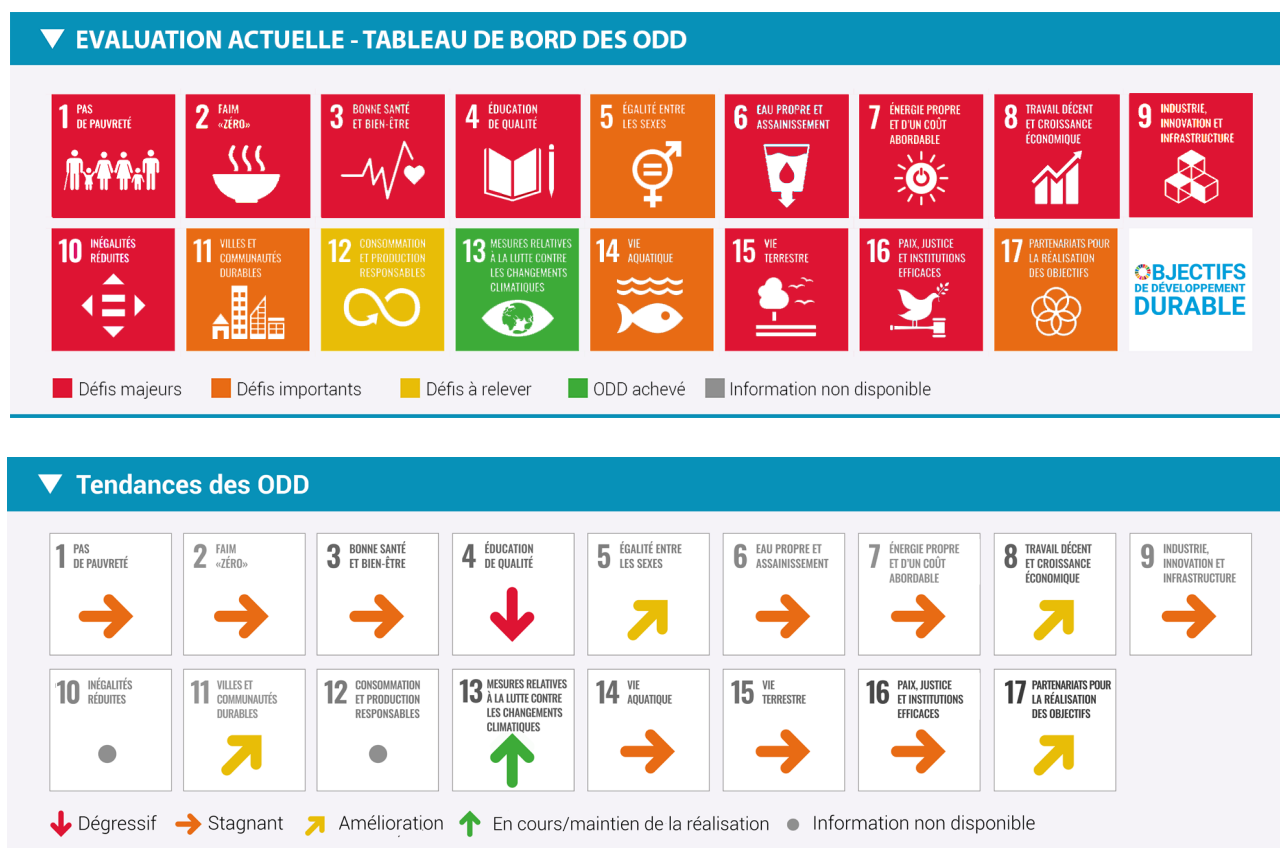 EVALUATION ACTUELLE - TABLEAU DE BORD DES ODD
1 PAS
DE PAUVRETÉ
2 FAIM
«ZÉRO»
3 BONNE SANTÉ
ET BIEN-ÊTRE
4 ÉDUCATION
DE QUALITÉ
5 ÉGALITÉ ENTRE
LES SEXES
6 EAU PROPRE ET
ASSAINISSEMENT
7 ÉNERGIE PROPRE
ET D'UN COÛT
ABORDABLE
8 TRAVAIL DÉCENT
ET CROISSANCE
ÉCONOMIQUE
9 INDUSTRIE,
INNOVATION ET
INFRASTRUCTURE
10 INÉGALITÉS
RÉDUITES
11 VILLES ET
COMMUNAUTÉS
DURABLES
12 CONSOMMATION
ET PRODUCTION
RESPONSABLES
13 MESURES RELATIVES
À LA LUTTE CONTRE
LES CHANGEMENTS
CLIMATIQUES
14 VIE
AQUATIQUE
15 VIE
TERRESTRE
16 PAIX, JUSTICE
ET INSTITUTIONS
EFFICACES
17 PARTENARIATS POUR
LA RÉALISATION
DES OBJECTIFS
OBJECTIFS
DE DÉVELOPPEMENT
DURABLE
Défis majeurs
Défis importants
Défis à relever
ODD achevé
Information non disponible
Tendances des ODD
1 PAS
DE PAUVRETÉ
2 FAIM
«ZÉRO»
3 BONNE SANTÉ
ET BIEN-ÊTRE
4 ÉDUCATION
DE QUALITÉ
5 ÉGALITÉ ENTRE
LES SEXES
6 EAU PROPRE ET
ASSAINISSEMENT
7 ÉNERGIE PROPRE
ET D'UN COÛT
ABORDABLE
8 TRAVAIL DÉCENT
ET CROISSANCE
ÉCONOMIQUE
9 INDUSTRIE,
INNOVATION ET
INFRASTRUCTURE
10 INÉGALITÉS
RÉDUITES
11 VILLES ET
COMMUNAUTÉS
DURABLES
12 CONSOMMATION
ET PRODUCTION
RESPONSABLES
13 MESURES RELATIVES
À LA LUTTE CONTRE
LES CHANGEMENTS
CLIMATIQUES
14 VIE
AQUATIQUE
15 VIE
TERRESTRE
16 PAIX, JUSTICE
ET INSTITUTIONS
EFFICACES
17 PARTENARIATS POUR
LA RÉALISATION
DES OBJECTIFS
Dégressif
Stagnant
Amélioration
En cours/maintien de la réalisation
Information non disponible